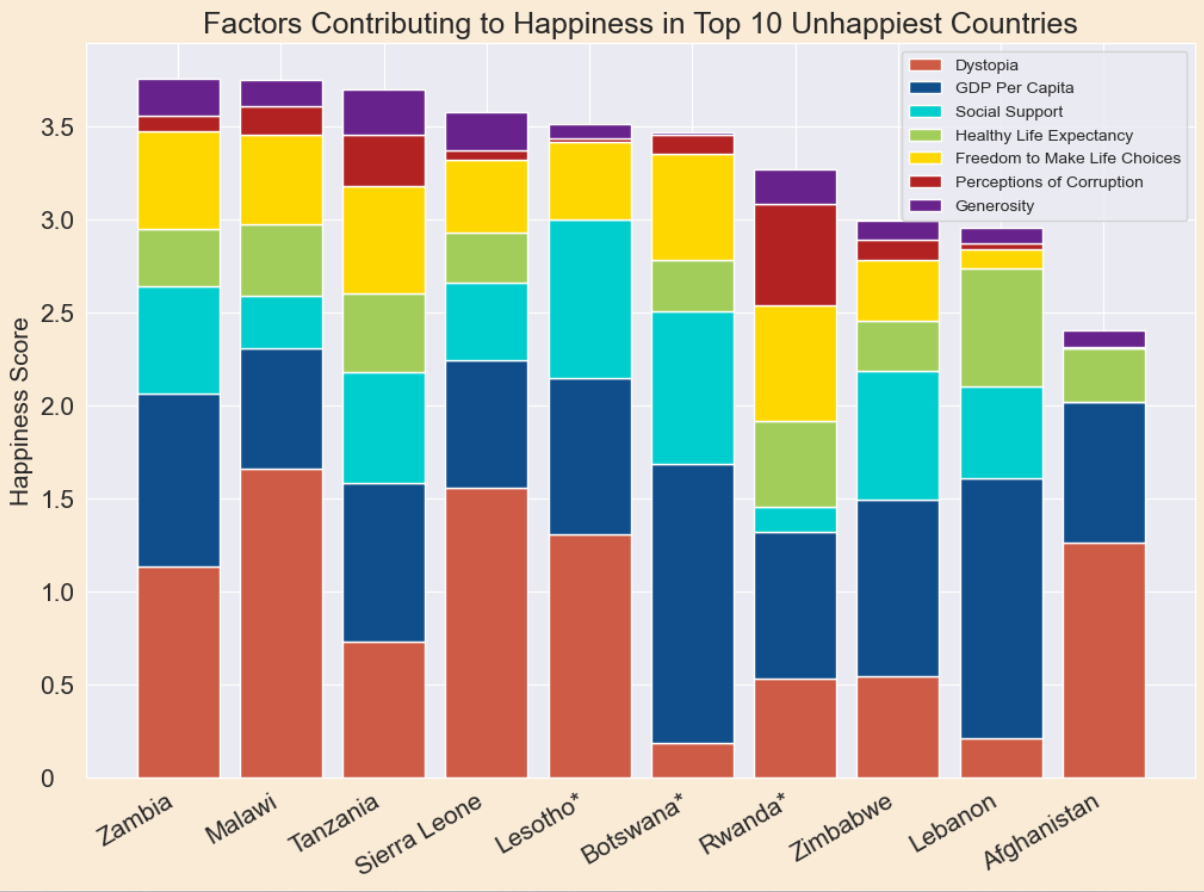 Factors Contributing to Happiness in Top 10 Unhappiest Countries
Dystopia
GDP Per Capita
Social Support
Healthy Life Expectancy
Freedom to Make Life Choices
Perceptions of Corruption
Generosity
Happiness Score
3.5
3.0
2.5
2.0
1.5
1.0
0.5
0
Zambia
Malawi
Tanzania
Sierra Leone
Lesotho*
Botswana*
Rwanda*
Zimbabwe
Lebanon
Afghanistan